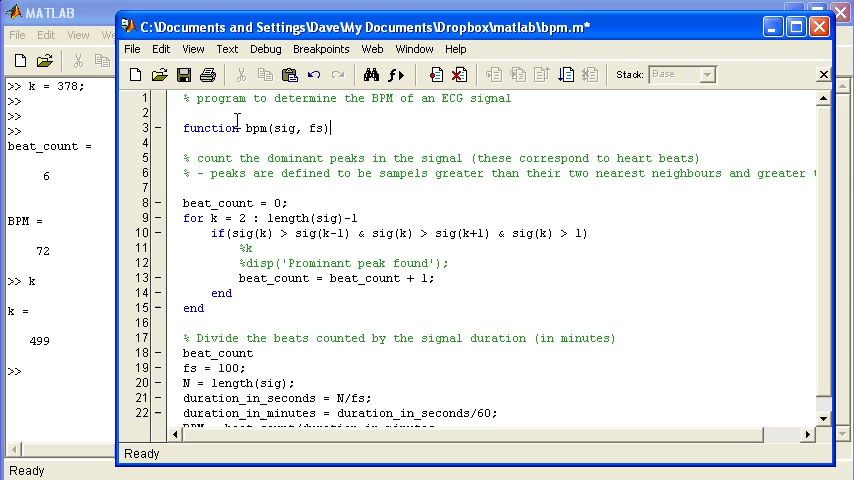 MATLAB
File Edit View We
>> k = 378;
>>
>>
>>
beat_count =
6
BPM =
72
>> k
k =
499
>>
Ready
C:\Documents and Settings\Dave\My Documents\Dropbox\matlab\bpm.m*
File Edit View Text Debug Breakpoints Web Window Help
Stack: Base
1 % program to determine the BPM of an ECG signal
2
3 - function bpm(sig, fs)
4
5 % count the dominant peaks in the signal (these correspond to heart beats)
6 % - peaks are defined to be sampels greater than their two nearest neighbours and greater t
7
8 - beat_count = 0;
9 - for k = 2 : length(sig)-1
10 - if(sig(k) > sig(k-1) & sig(k) > sig(k+1) & sig(k) > 1)
11 %k
12 %disp('Prominant peak found');
13 - beat_count = beat_count + 1;
14 - end
15 - end
16
17 % Divide the beats counted by the signal duration (in minutes)
18 - beat_count
19 - fs = 100;
20 - N = length(sig);
21 - duration_in_seconds = N/fs;
22 - duration_in_minutes = duration_in_seconds/60;
BPM = beat_count/duration_in_minutes
Ready